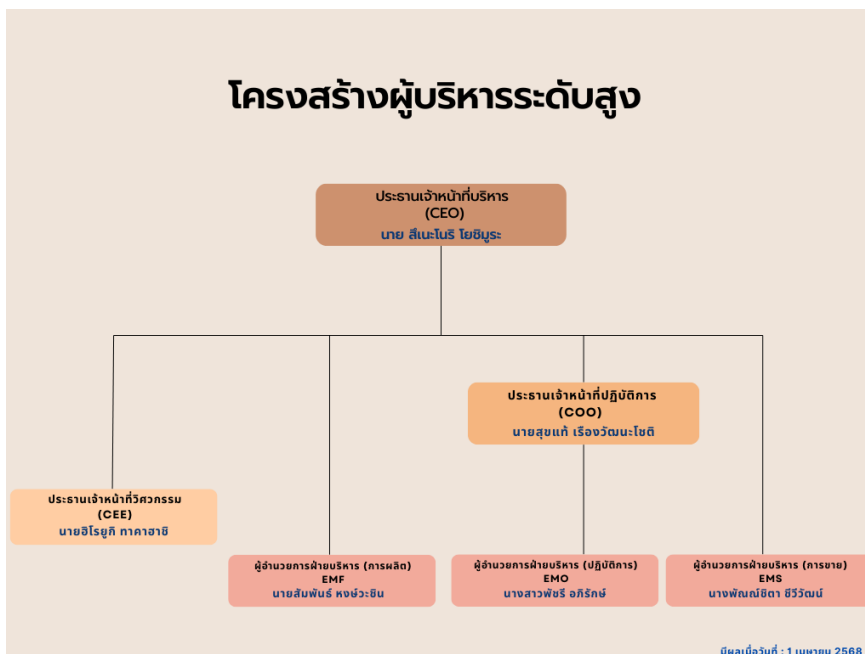 โครงสร้างผู้บริหารระดับสูง
ประธานเจ้าหน้าที่บริหาร
(CEO)
นาย สึเนะโนริ โยชิมูระ
ประธานเจ้าหน้าที่ปฏิบัติการ
(COO)
นายสุขแท้ เรืองวัฒนะโชติ
ประธานเจ้าหน้าที่วิศวกรรม
(CEE)
นายฮิโรยูกิ ทาคาฮาชิ
ผู้อำนวยการฝ่ายบริหาร (การผลิต)
EMF
นายสัมพันธ์ หงษ์วะชิน
ผู้อำนวยการฝ่ายบริหาร (ปฏิบัติการ)
EMO
นางสาวพัชรี อภิรักษ์
ผู้อำนวยการฝ่ายบริหาร (การขาย)
EMS
นางพัณณ์ชิตา ชีวีวัฒน์
มีผลเมื่อวันที่ : 1 เมษายน 2568